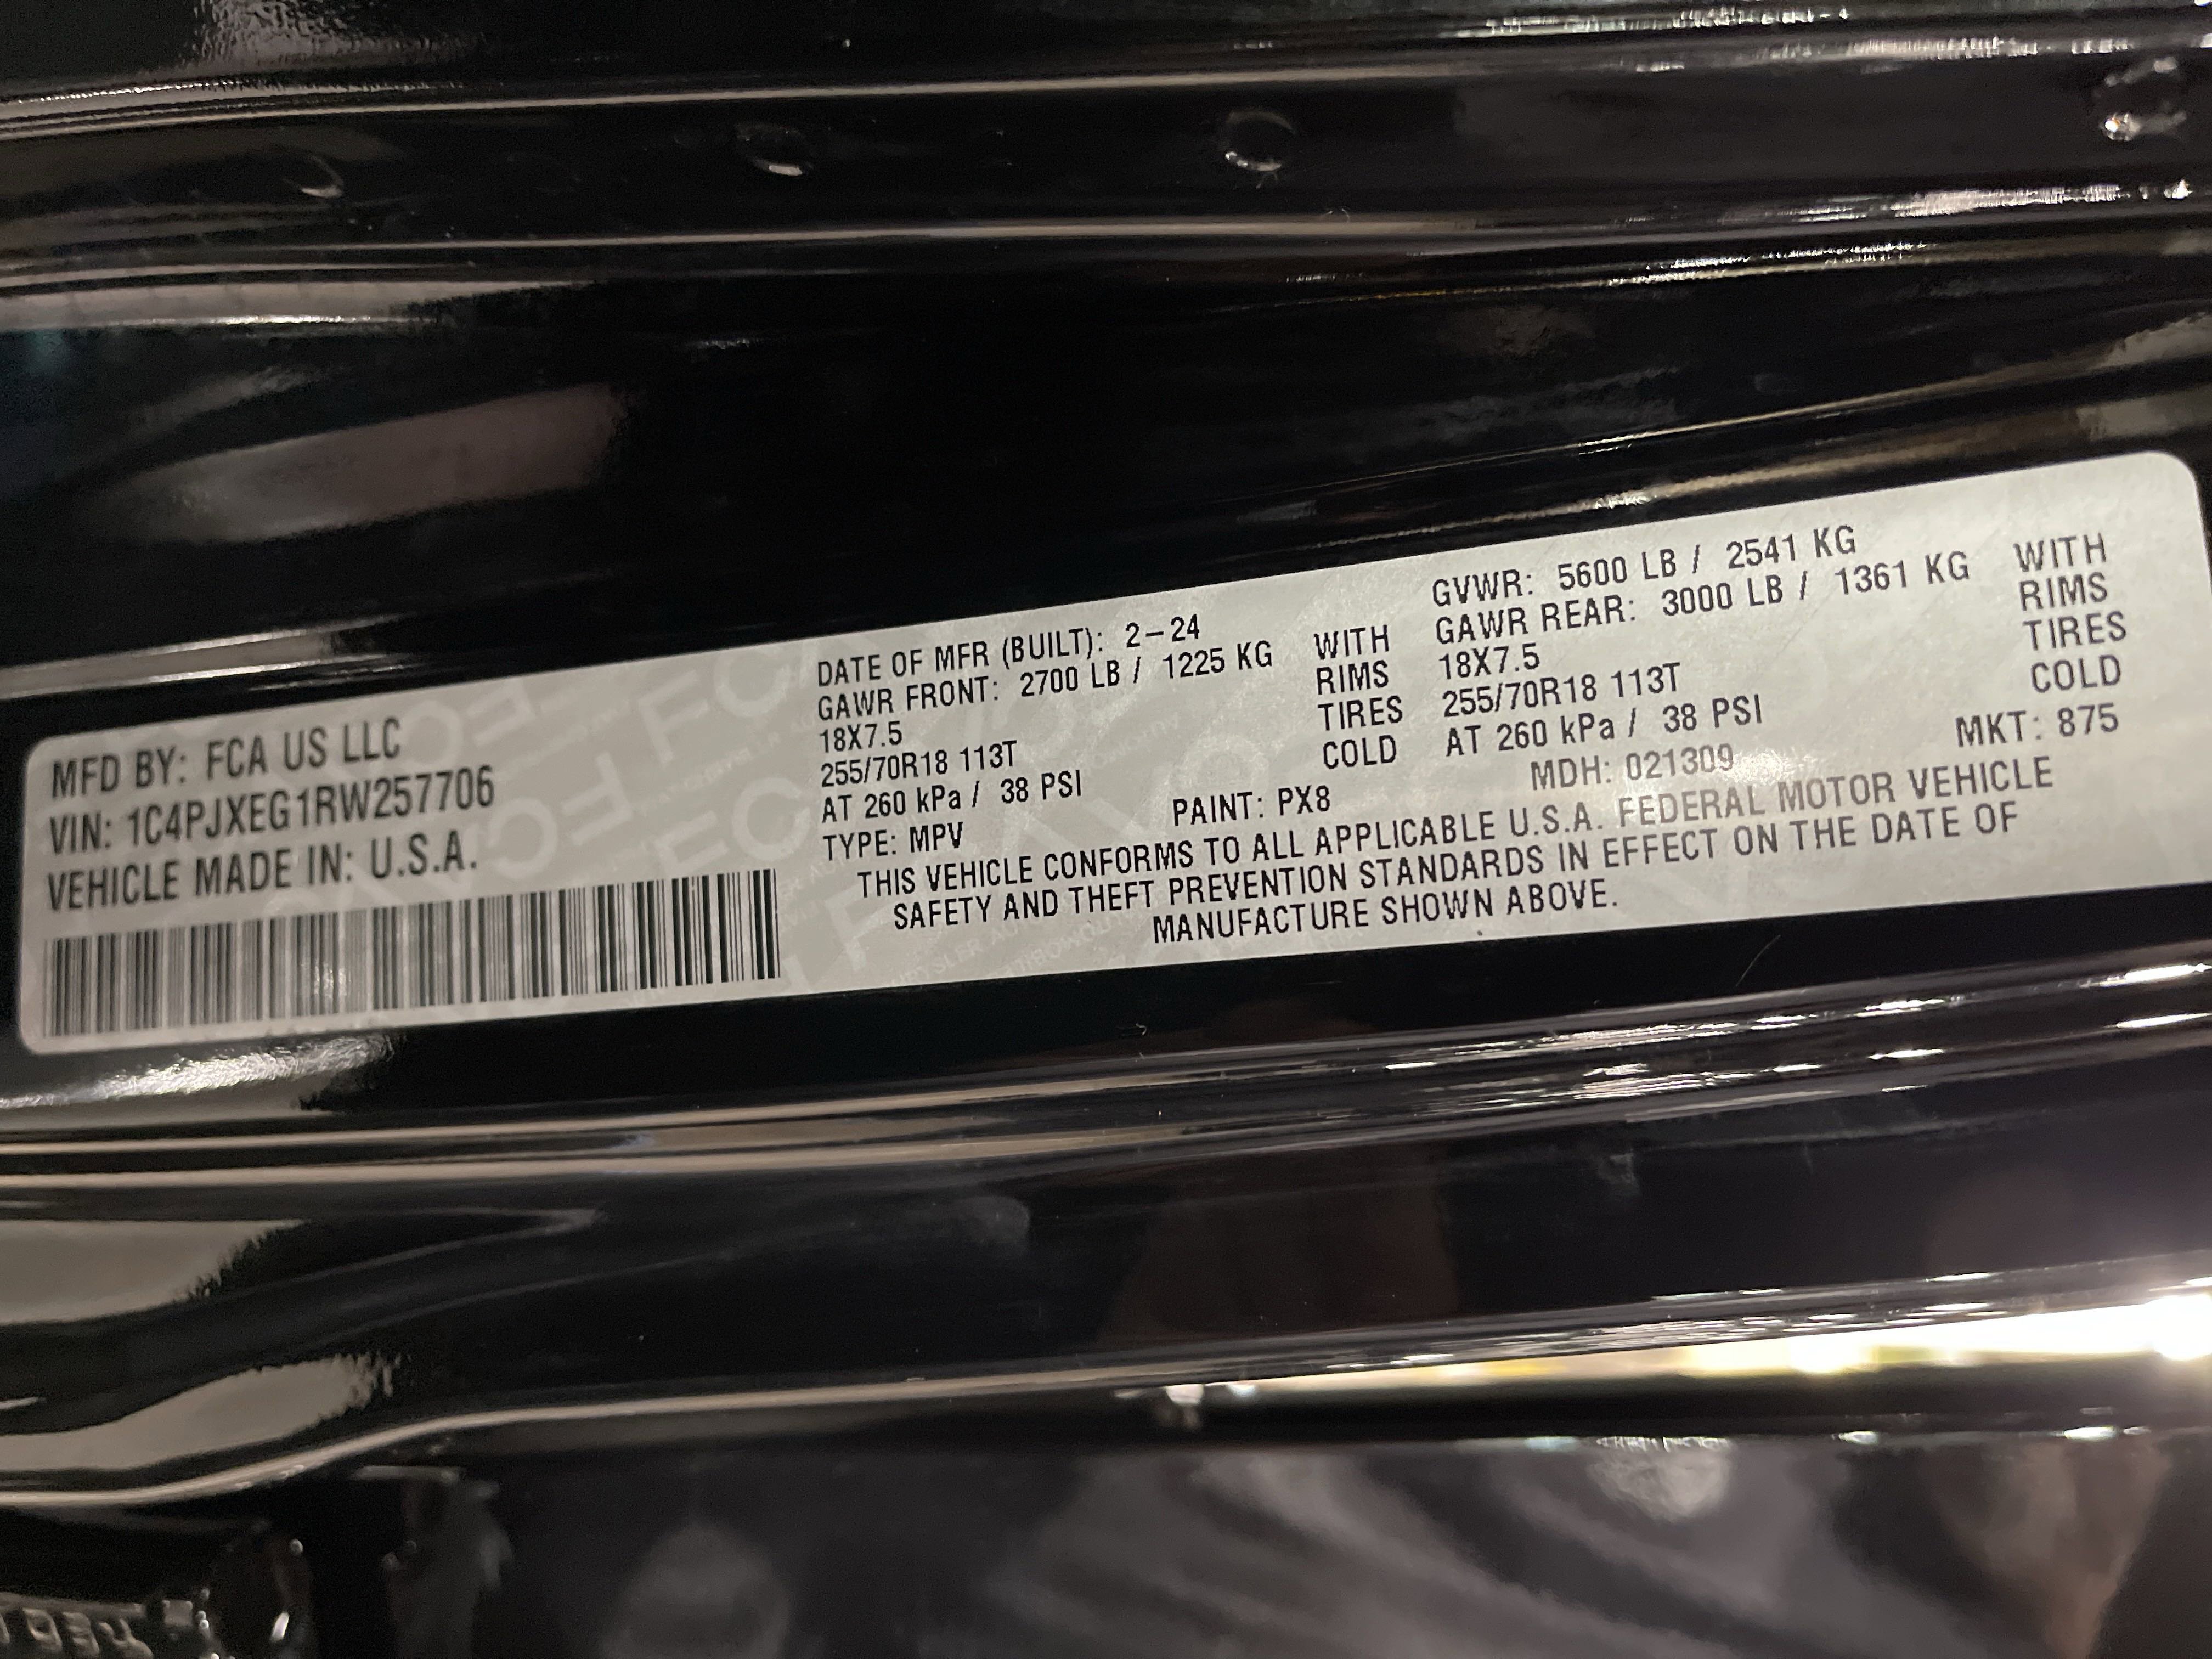 MFD BY: FCA US LLC
VIN: 1C4PJXEG1RW257706
VEHICLE MADE IN: U.S.A.
DATE OF MFR (BUILT): 2-24 GVWR: 5600 LB / 2541 KG
GAWR FRONT: 2700 LB / 1225 KG WITH GAWR REAR: 3000 LB / 1361 KG WITH
18X7.5 RIMS 18X7.5 RIMS
255/70R18 113T TIRES 255/70R18 113T TIRES
AT 260 kPa / 38 PSI COLD AT 260 kPa / 38 PSI COLD
TYPE: MPV PAINT: PX8 MDH: 021309 MKT: 875
THIS VEHICLE CONFORMS TO ALL APPLICABLE U.S.A. FEDERAL MOTOR VEHICLE
SAFETY AND THEFT PREVENTION STANDARDS IN EFFECT ON THE DATE OF
MANUFACTURE SHOWN ABOVE.